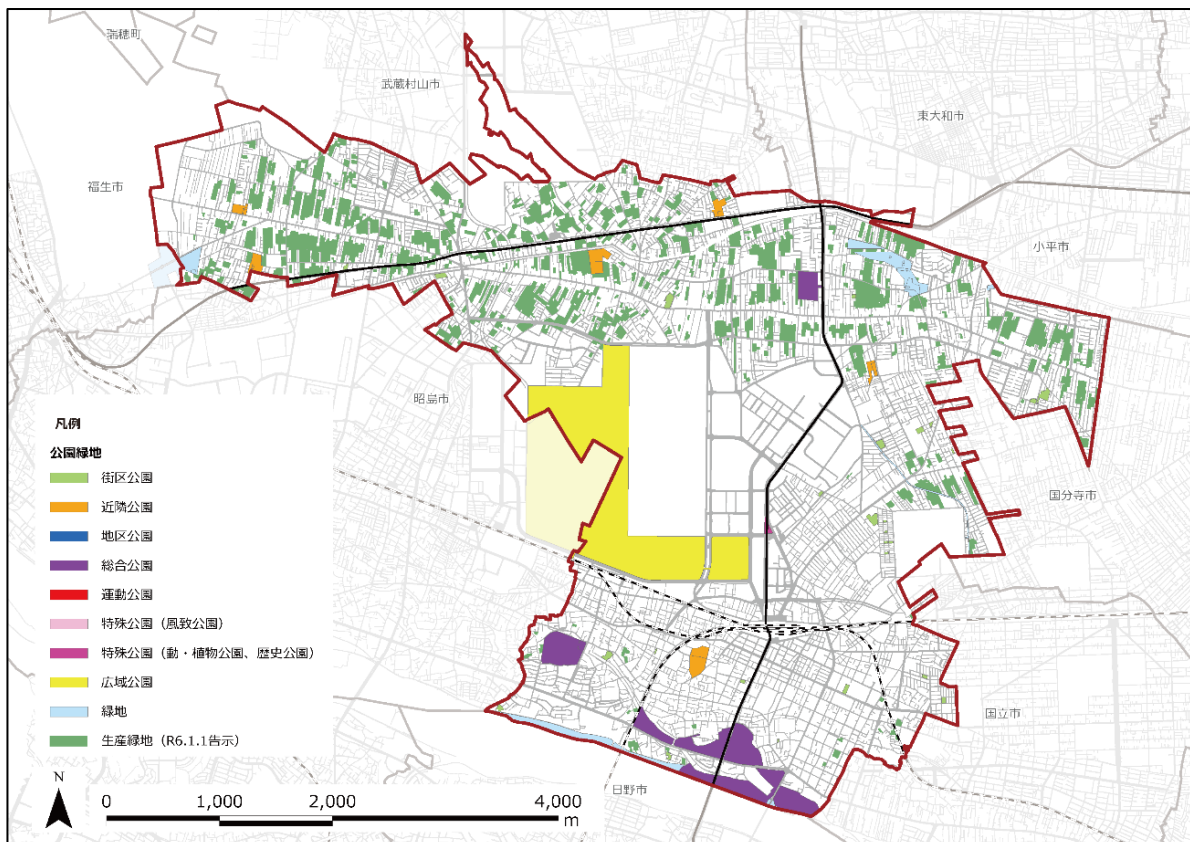 瑞穂町
武蔵村山市
東大和市
福生市
小平市
昭島市
国分寺市
国立市
日野市
凡例
公園緑地
街区公園
近隣公園
地区公園
総合公園
運動公園
特殊公園（風致公園）
特殊公園（動・植物公園、歴史公園）
広域公園
緑地
生産緑地（R6.1.1告示）
N
0 1,000 2,000 4,000
m